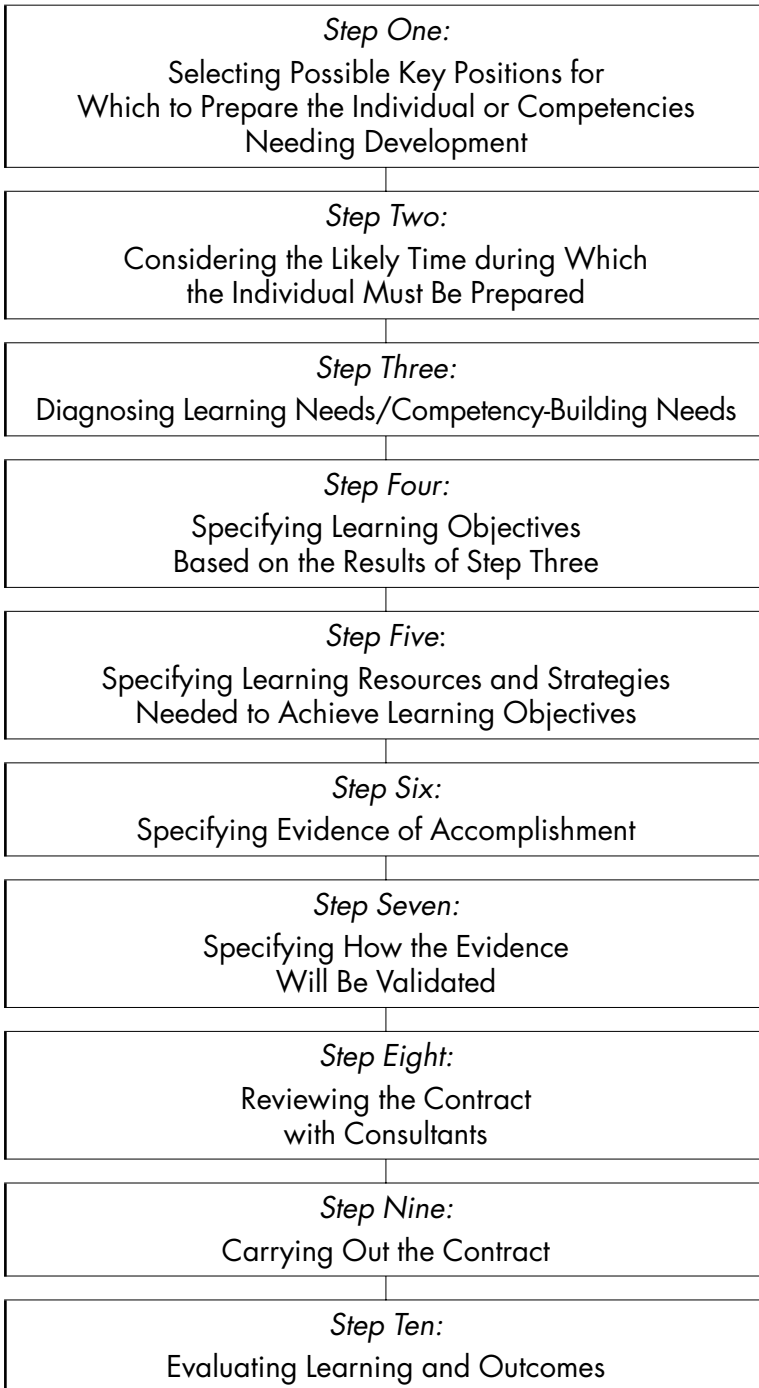 Step One:
Selecting Possible Key Positions for
Which to Prepare the Individual or Competencies
Needing Development
Step Two:
Considering the Likely Time during Which
the Individual Must Be Prepared
Step Three:
Diagnosing Learning Needs/Competency-Building Needs
Step Four:
Specifying Learning Objectives
Based on the Results of Step Three
Step Five:
Specifying Learning Resources and Strategies
Needed to Achieve Learning Objectives
Step Six:
Specifying Evidence of Accomplishment
Step Seven:
Specifying How the Evidence
Will Be Validated
Step Eight:
Reviewing the Contract
with Consultants
Step Nine:
Carrying Out the Contract
Step Ten:
Evaluating Learning and Outcomes